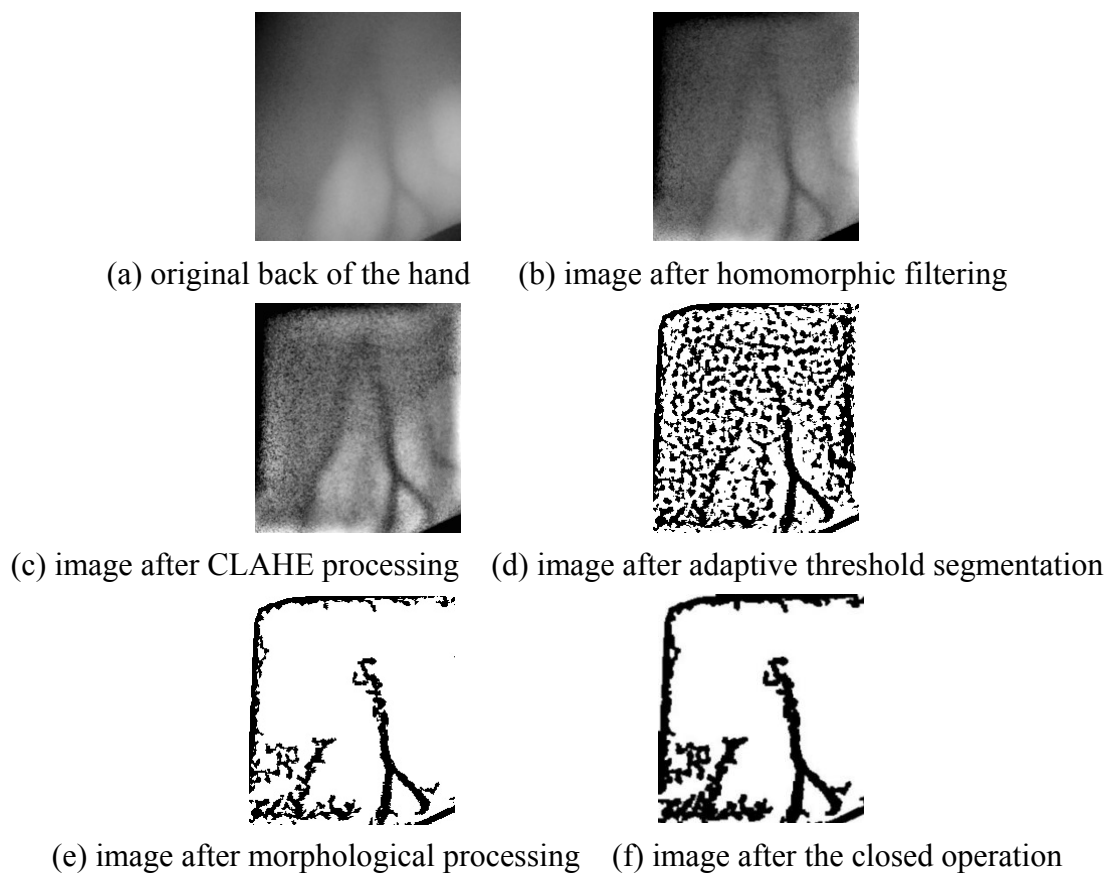 (a) original back of the hand (b) image after homomorphic filtering
(c) image after CLAHE processing (d) image after adaptive threshold segmentation
(e) image after morphological processing (f) image after the closed operation